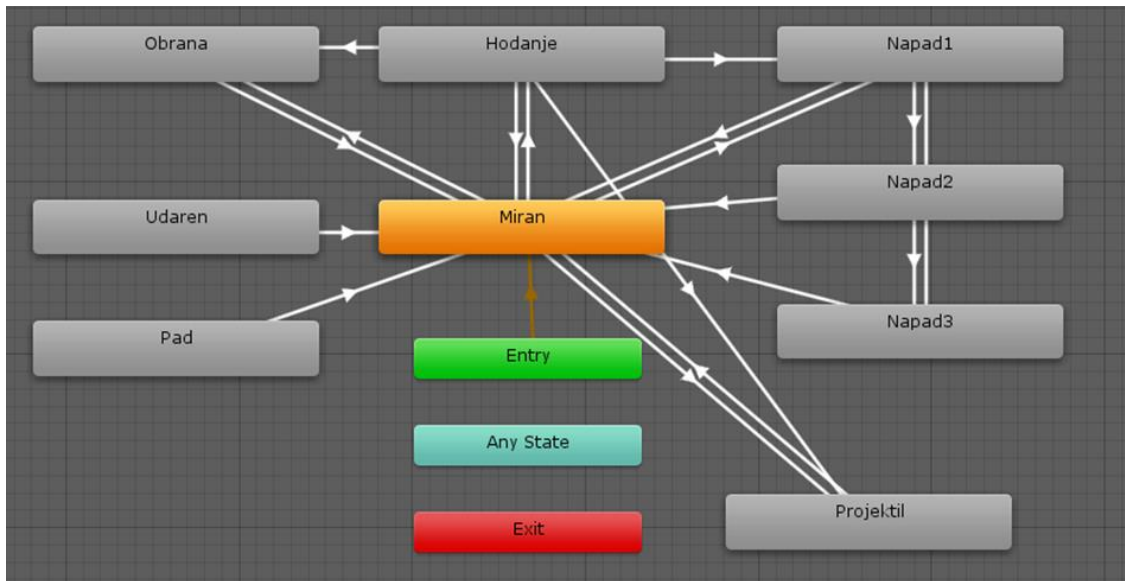 Obrana
Hodanje
Napad1
Napad2
Udaren
Miran
Napad3
Pad
Entry
Any State
Projektil
Exit